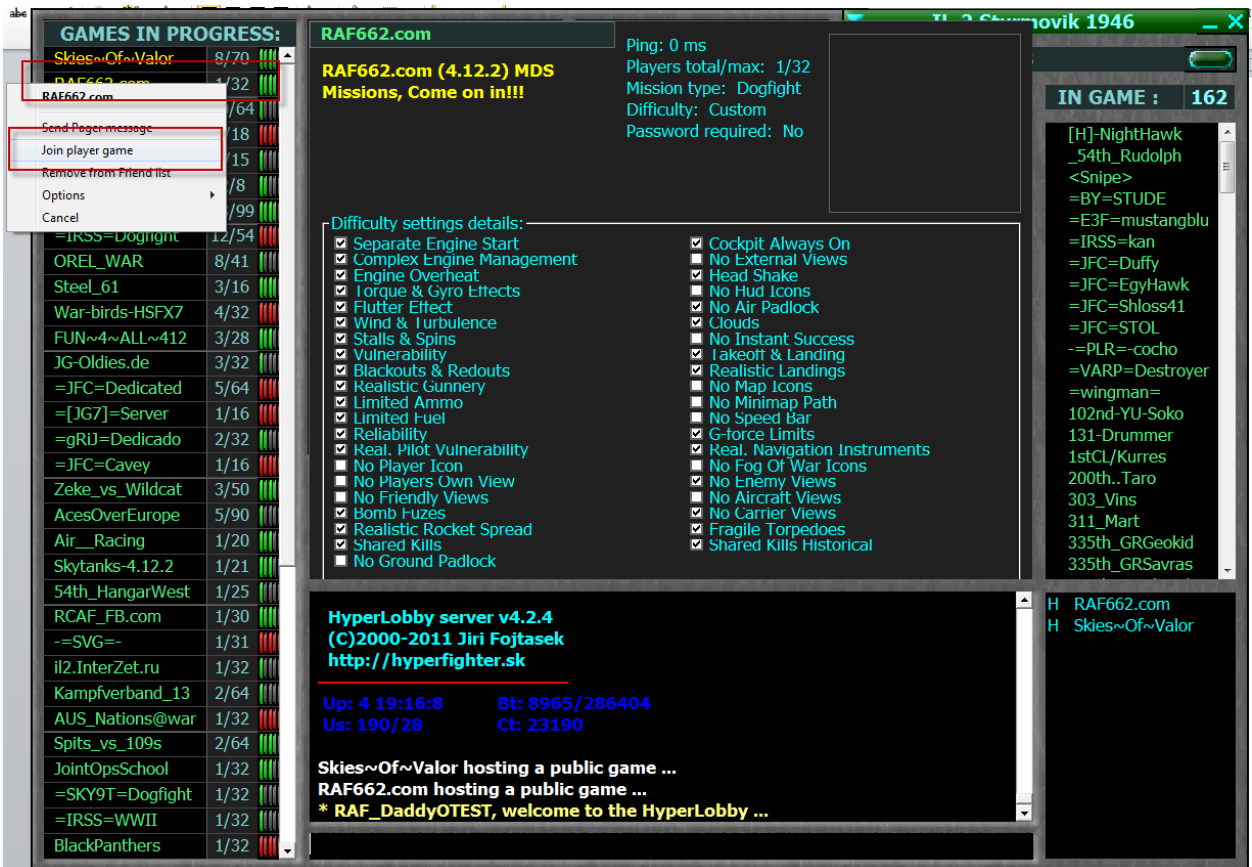 abc
Il-2 Sturmovik 1946
GAMES IN PROGRESS:
Skies~Of~Valor 8/70
RAF662.com 1/32
/64
/18
/15
/8
/99
=IRSS=Dogfight 12/54
OREL_WAR 8/41
Steel_61 3/16
War-birds-HSFX7 4/32
FUN~4~ALL~412 3/28
JG-Oldies.de 3/32
=JFC=Dedicated 5/64
=[JG7]=Server 1/16
=gRiJ=Dedicado 2/32
=JFC=Cavey 1/16
Zeke_vs_Wildcat 3/50
AcesOverEurope 5/90
Air__Racing 1/20
Skytanks-4.12.2 1/21
54th_HangarWest 1/25
RCAF_FB.com 1/30
-=SVG=- 1/31
il2.InterZet.ru 1/32
Kampfverband_13 2/64
AUS_Nations@war 1/32
Spits_vs_109s 2/64
JointOpsSchool 1/32
=SKY9T=Dogfight 1/32
=IRSS=WWII 1/32
BlackPanthers 1/32
RAF662.com
Send Pager message
Join player game
Remove from Friend list
Options
Cancel
RAF662.com
RAF662.com (4.12.2) MDS
Missions, Come on in!!!
Ping: 0 ms
Players total/max: 1/32
Mission type: Dogfight
Difficulty: Custom
Password required: No
Difficulty settings details:
Separate Engine Start
Complex Engine Management
Engine Overheat
Torque & Gyro Effects
Flutter Effect
Wind & Turbulence
Stalls & Spins
Vulnerability
Blackouts & Redouts
Realistic Gunnery
Limited Ammo
Limited Fuel
Reliability
Real. Pilot Vulnerability
No Player Icon
No Players Own View
No Friendly Views
Bomb Fuzes
Realistic Rocket Spread
Shared Kills
No Ground Padlock
Cockpit Always On
No External Views
Head Shake
No Hud Icons
No Air Padlock
Clouds
No Instant Success
Takeoff & Landing
Realistic Landings
No Map Icons
No Minimap Path
No Speed Bar
G-force Limits
Real. Navigation Instruments
No Fog Of War Icons
No Enemy Views
No Aircraft Views
No Carrier Views
Fragile Torpedoes
Shared Kills Historical
HyperLobby server v4.2.4
(C)2000-2011 Jiri Fojtasek
http://hyperfighter.sk
Up: 4 19:16:8 Bt: 8965/286404
Us: 190/28 Ct: 23190
Skies~Of~Valor hosting a public game ...
RAF662.com hosting a public game ...
* RAF_DaddyOTEST, welcome to the HyperLobby ...
IN GAME : 162
[H]-NightHawk
_54th_Rudolph
<Snipe>
=BY=STUDE
=E3F=mustangblu
=IRSS=kan
=JFC=Duffy
=JFC=EgyHawk
=JFC=Shloss41
=JFC=STOL
-=PLR=-cocho
=VARP=Destroyer
=wingman=
102nd-YU-Soko
131-Drummer
1stCL/Kurres
200th..Taro
303_Vins
311_Mart
335th_GRGeokid
335th_GRSavras
H RAF662.com
H Skies~Of~Valor